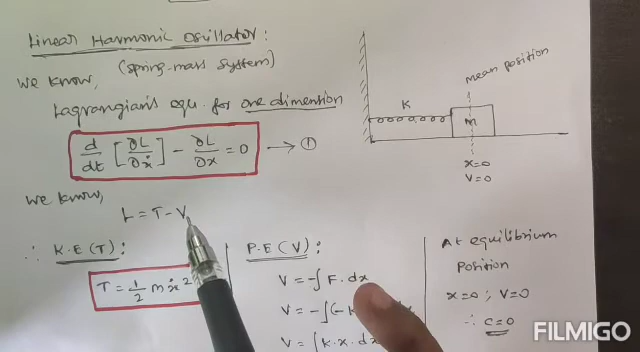 Linear Harmonic Oscillator:
(spring-mass system)
We know,
Lagrangian's equ. for one dimention
d/dt [∂L/∂ẋ] - ∂L/∂x = 0 → ①
We know,
L = T - V
∴ K.E (T):
T = 1/2 mẋ²
P.E (V):
V = -∫ F. dx
V = -∫(-K
V = ∫ K.x. d
mean position
K
m
x=0
V=0
At equilibrium
position
x=0 ; V=0
∴ c=0
FILMIGO